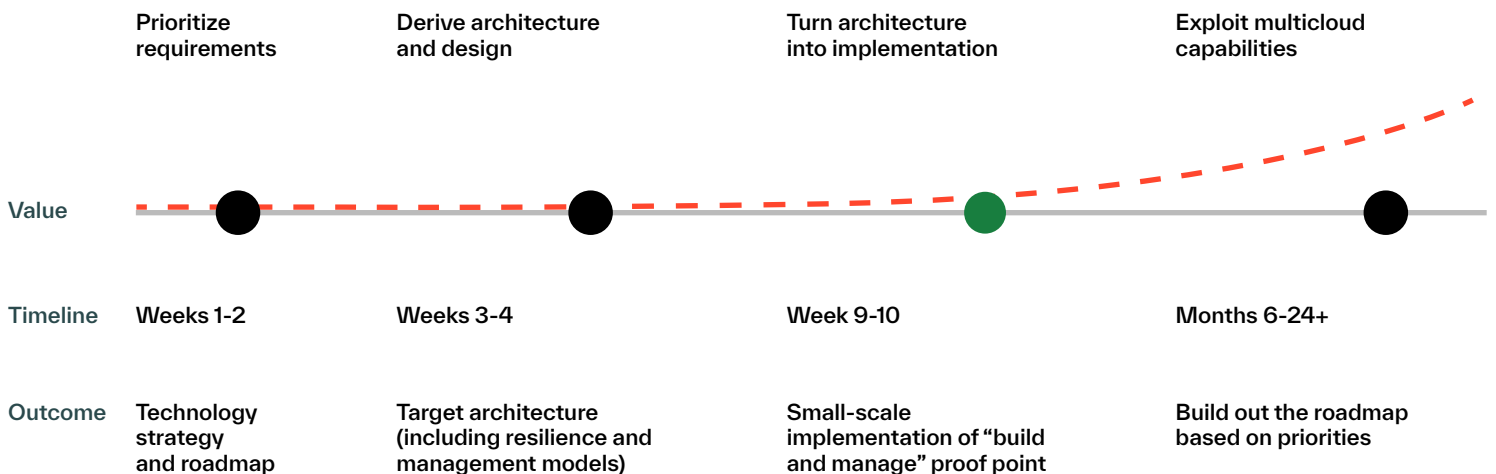 Prioritize
requirements
Derive architecture
and design
Turn architecture
into implementation
Exploit multicloud
capabilities
Value
Timeline
Weeks 1-2
Weeks 3-4
Week 9-10
Months 6-24+
Outcome
Technology
strategy
and roadmap
Target architecture
(including resilience and
management models)
Small-scale
implementation of “build
and manage” proof point
Build out the roadmap
based on priorities